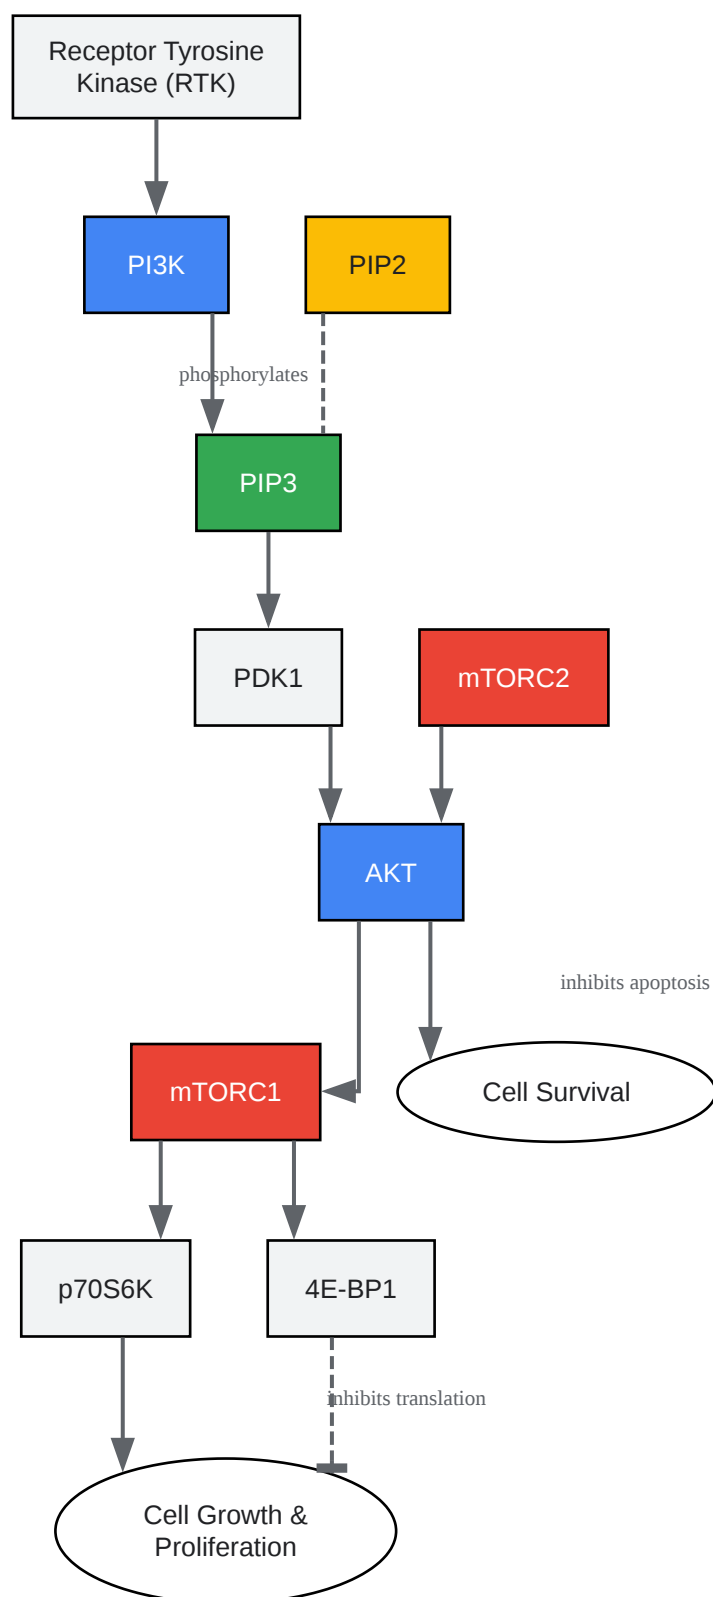 Receptor Tyrosine
Kinase (RTK)
PI3K
PIP2
phosphorylates
PIP3
PDK1
mTORC2
AKT
inhibits apoptosis
mTORC1
Cell Survival
p70S6K
4E-BP1
inhibits translation
Cell Growth &
Proliferation